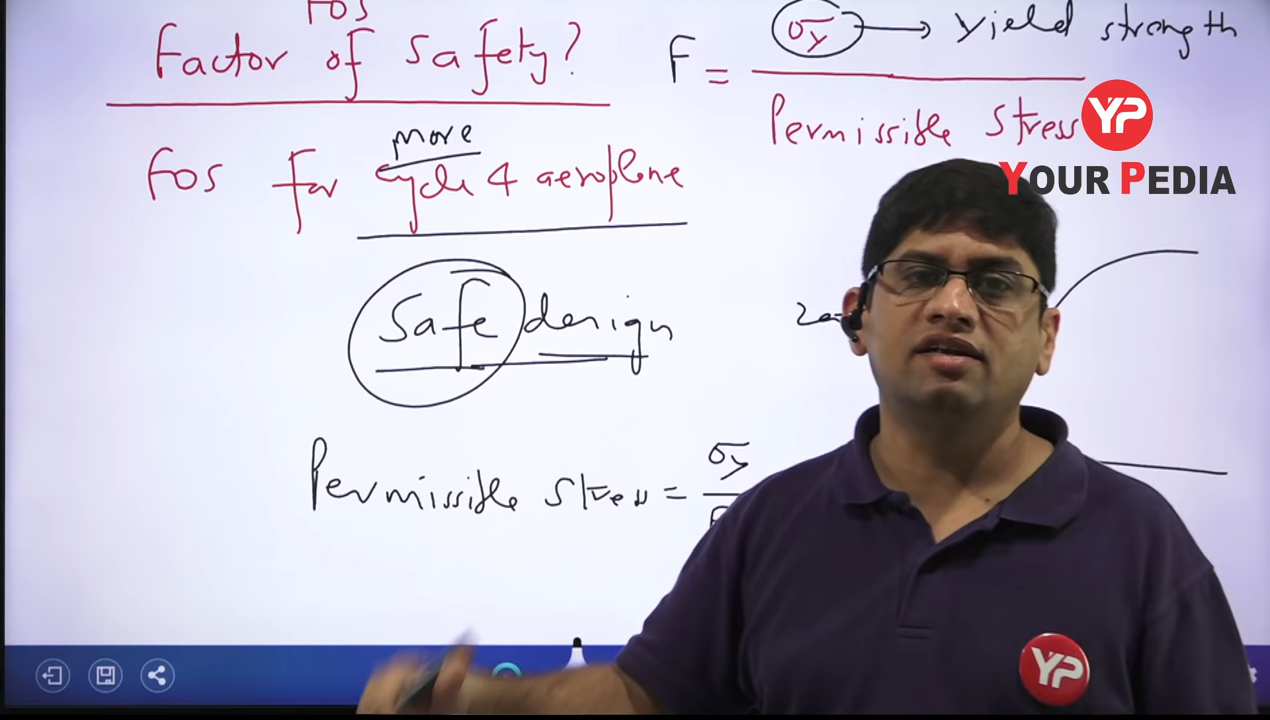 FOS
Factor of Safety?
F = σy → Yield strength
Permissible Stress
YP
YOUR PEDIA
more
FOS for cycle & aeroplane
Safe design
Permissible stress = σy
YP